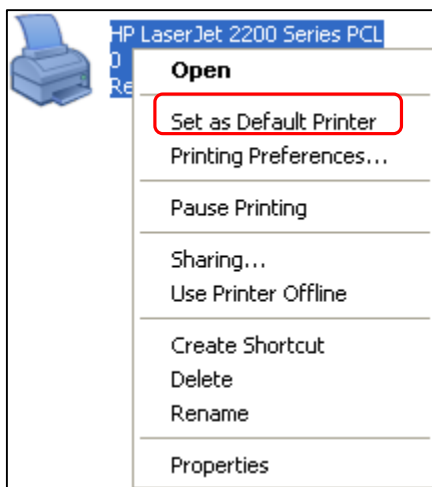 HP LaserJet 2200 Series PCL
0
Re
Open
Set as Default Printer
Printing Preferences...
Pause Printing
Sharing...
Use Printer Offline
Create Shortcut
Delete
Rename
Properties